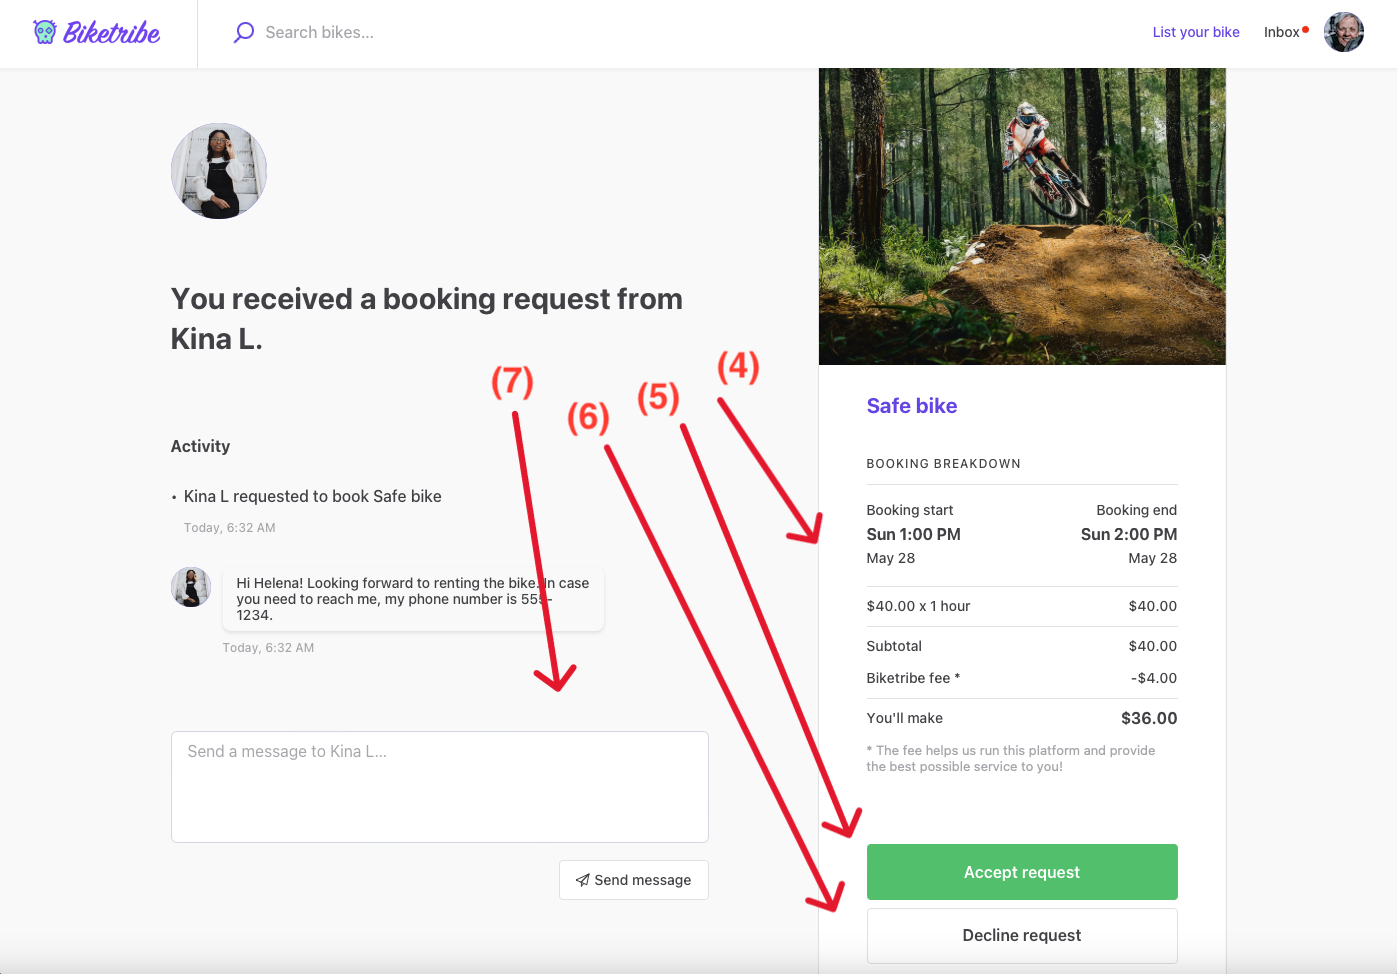 Biketribe
Search bikes...
List your bike
Inbox
You received a booking request from
Kina L.
(7)
(6)
(5)
(4)
Activity
• Kina L requested to book Safe bike
Today, 6:32 AM
Hi Helena! Looking forward to renting the bike. In case
you need to reach me, my phone number is 555-
1234.
Today, 6:32 AM
Send a message to Kina L...
Send message
Safe bike
BOOKING BREAKDOWN
Booking start Booking end
Sun 1:00 PM Sun 2:00 PM
May 28 May 28
$40.00 x 1 hour $40.00
Subtotal $40.00
Biketribe fee * -$4.00
You'll make $36.00
* The fee helps us run this platform and provide
the best possible service to you!
Accept request
Decline request